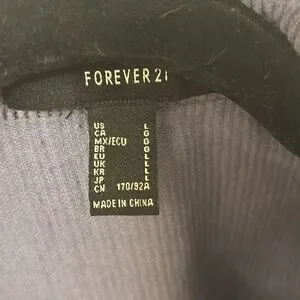 FOREVER 21
US L
CA G
MX/ECU G
BR G
EU L
UK L
KR L
JP L
CN 170/92A
MADE IN CHINA